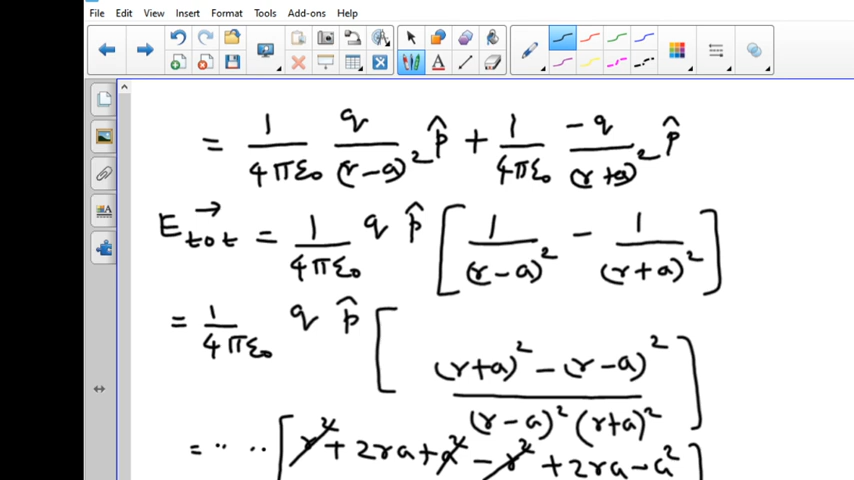 File Edit View Insert Format Tools Add-ons Help
A
= 1/4πε₀ q/(r-a)² p̂ + 1/4πε₀ -q/(r+a)² p̂
E⃗tot = 1/4πε₀ q p̂ [ 1/(r-a)² - 1/(r+a)² ]
= 1/4πε₀ q p̂ [ (r+a)² - (r-a)² / (r-a)² (r+a)² ]
= .. .. [ r² + 2ra + a² - r² + 2ra - a² ]